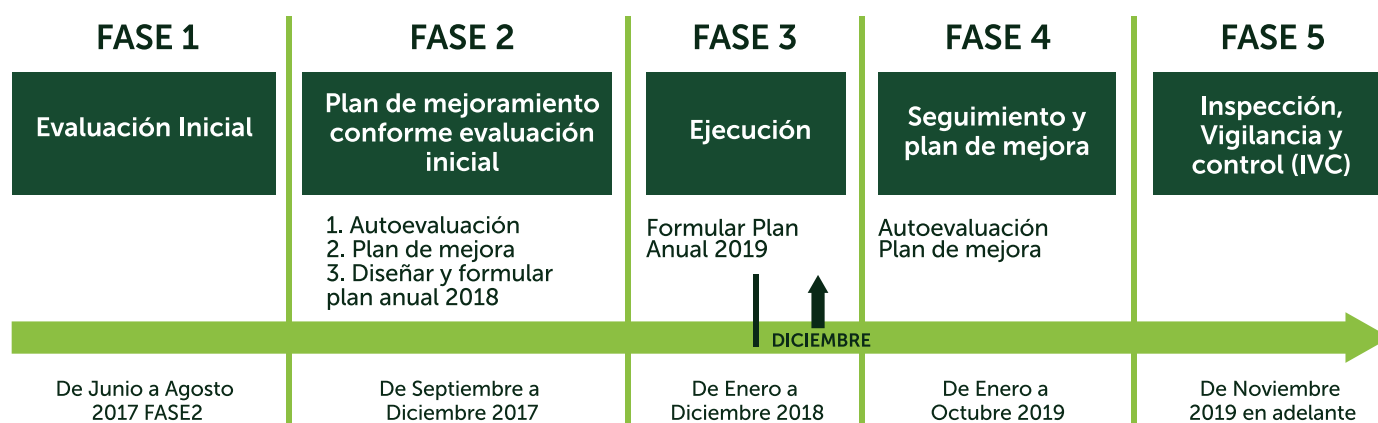 FASE 1
FASE 2
FASE 3
FASE 4
FASE 5
Evaluación Inicial
Plan de mejoramiento
conforme evaluación
inicial
Ejecución
Seguimiento y
plan de mejora
Inspección,
Vigilancia y
control (IVC)
1. Autoevaluación
2. Plan de mejora
3. Diseñar y formular
plan anual 2018
Formular Plan
Anual 2019
Autoevaluación
Plan de mejora
DICIEMBRE
De Junio a Agosto
2017 FASE2
De Septiembre a
Diciembre 2017
De Enero a
Diciembre 2018
De Enero a
Octubre 2019
De Noviembre
2019 en adelante